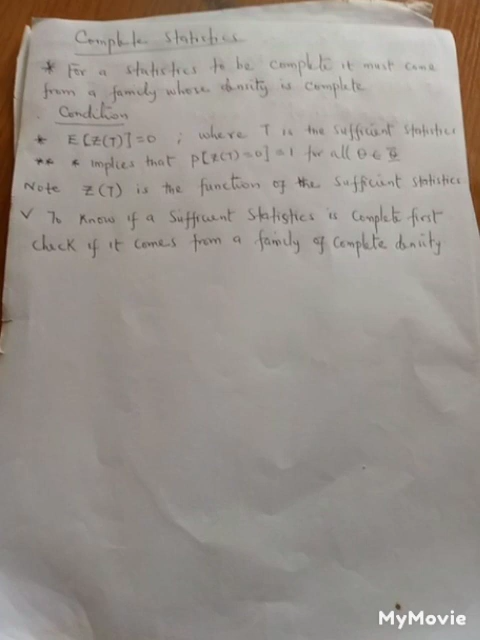 Complete Statistics
* For a statistics to be complete it must come
from a family whose density is complete
. Condition
* E[Z(T)]=0 ; where T is the sufficient statistics
** * implies that P[Z(T)=0]=1 for all θ ∈ Θ
Note Z(T) is the function of the sufficient statistics
√ To know if a sufficient statistics is complete first
check if it comes from a family of complete density
MyMovie